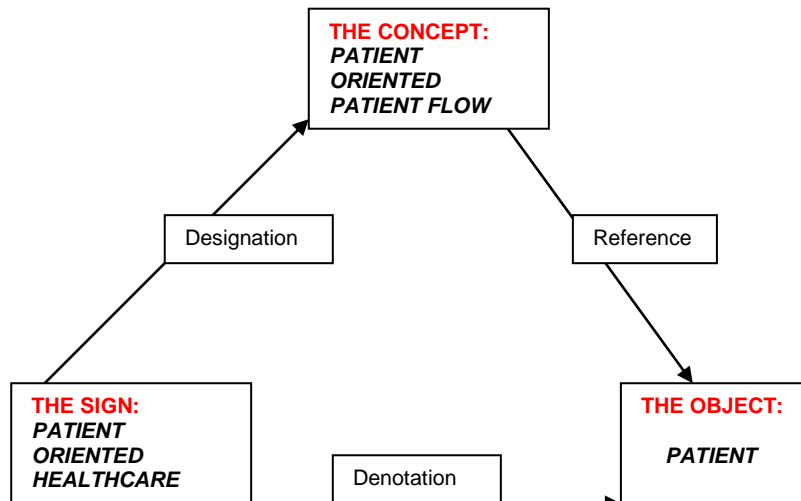 THE CONCEPT:
PATIENT
ORIENTED
PATIENT FLOW
Designation
Reference
THE SIGN:
PATIENT
ORIENTED
HEALTHCARE
Denotation
THE OBJECT:
PATIENT